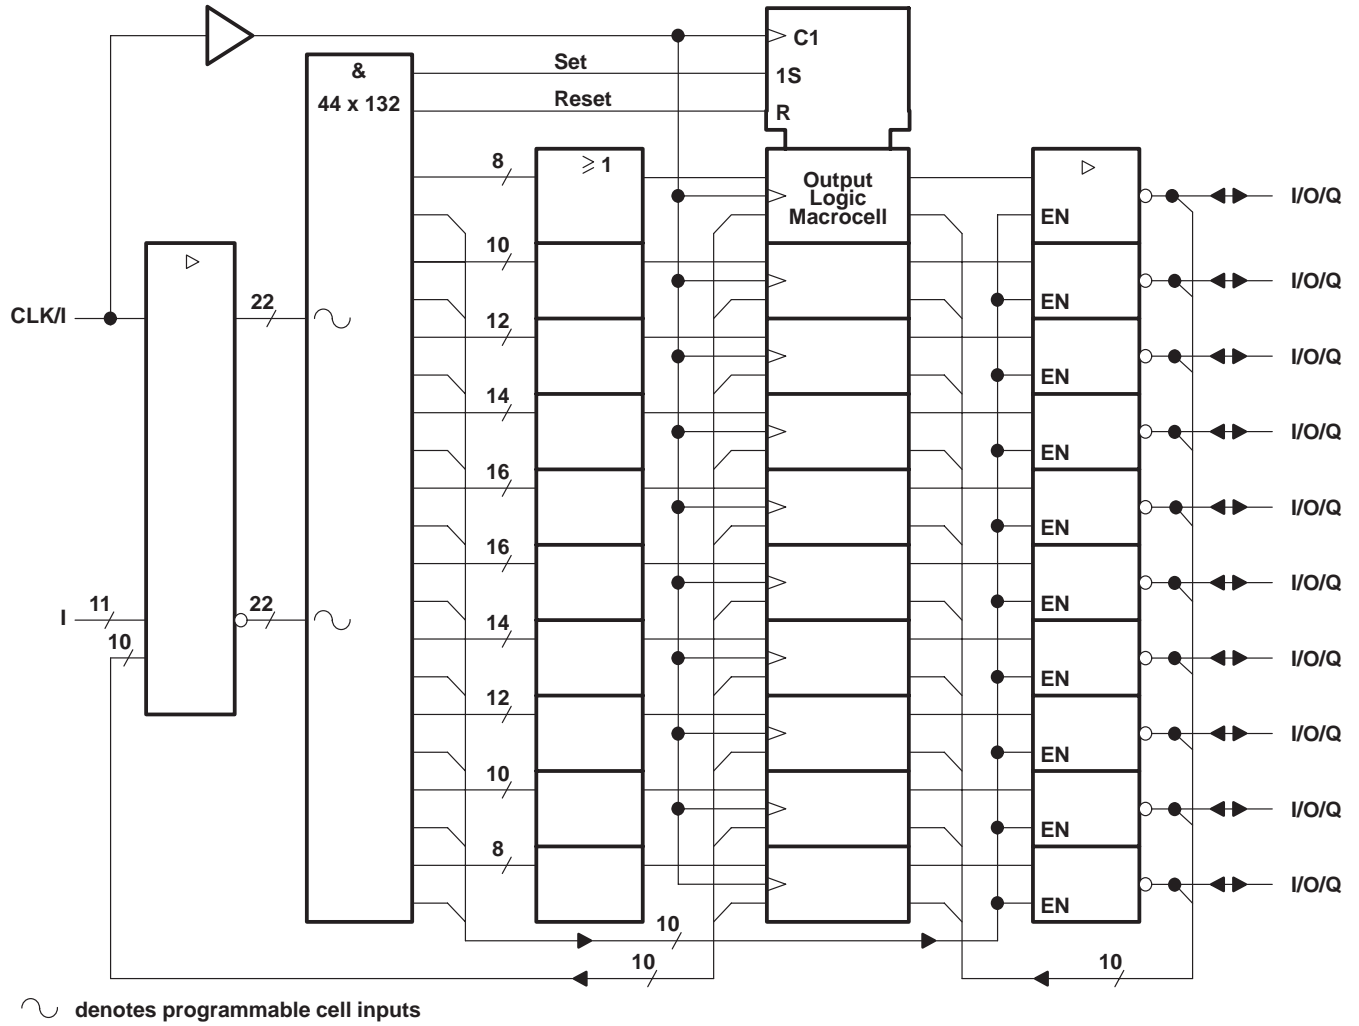 C1
&
Set
1S
44 x 132
Reset
R
8
≥ 1
Output
Logic
Macrocell
I/O/Q
EN
10
I/O/Q
EN
CLK/I
22
12
I/O/Q
EN
14
I/O/Q
EN
16
I/O/Q
EN
16
I/O/Q
EN
I
11
22
10
14
I/O/Q
EN
12
I/O/Q
EN
10
I/O/Q
EN
8
I/O/Q
EN
10
10
10
denotes programmable cell inputs